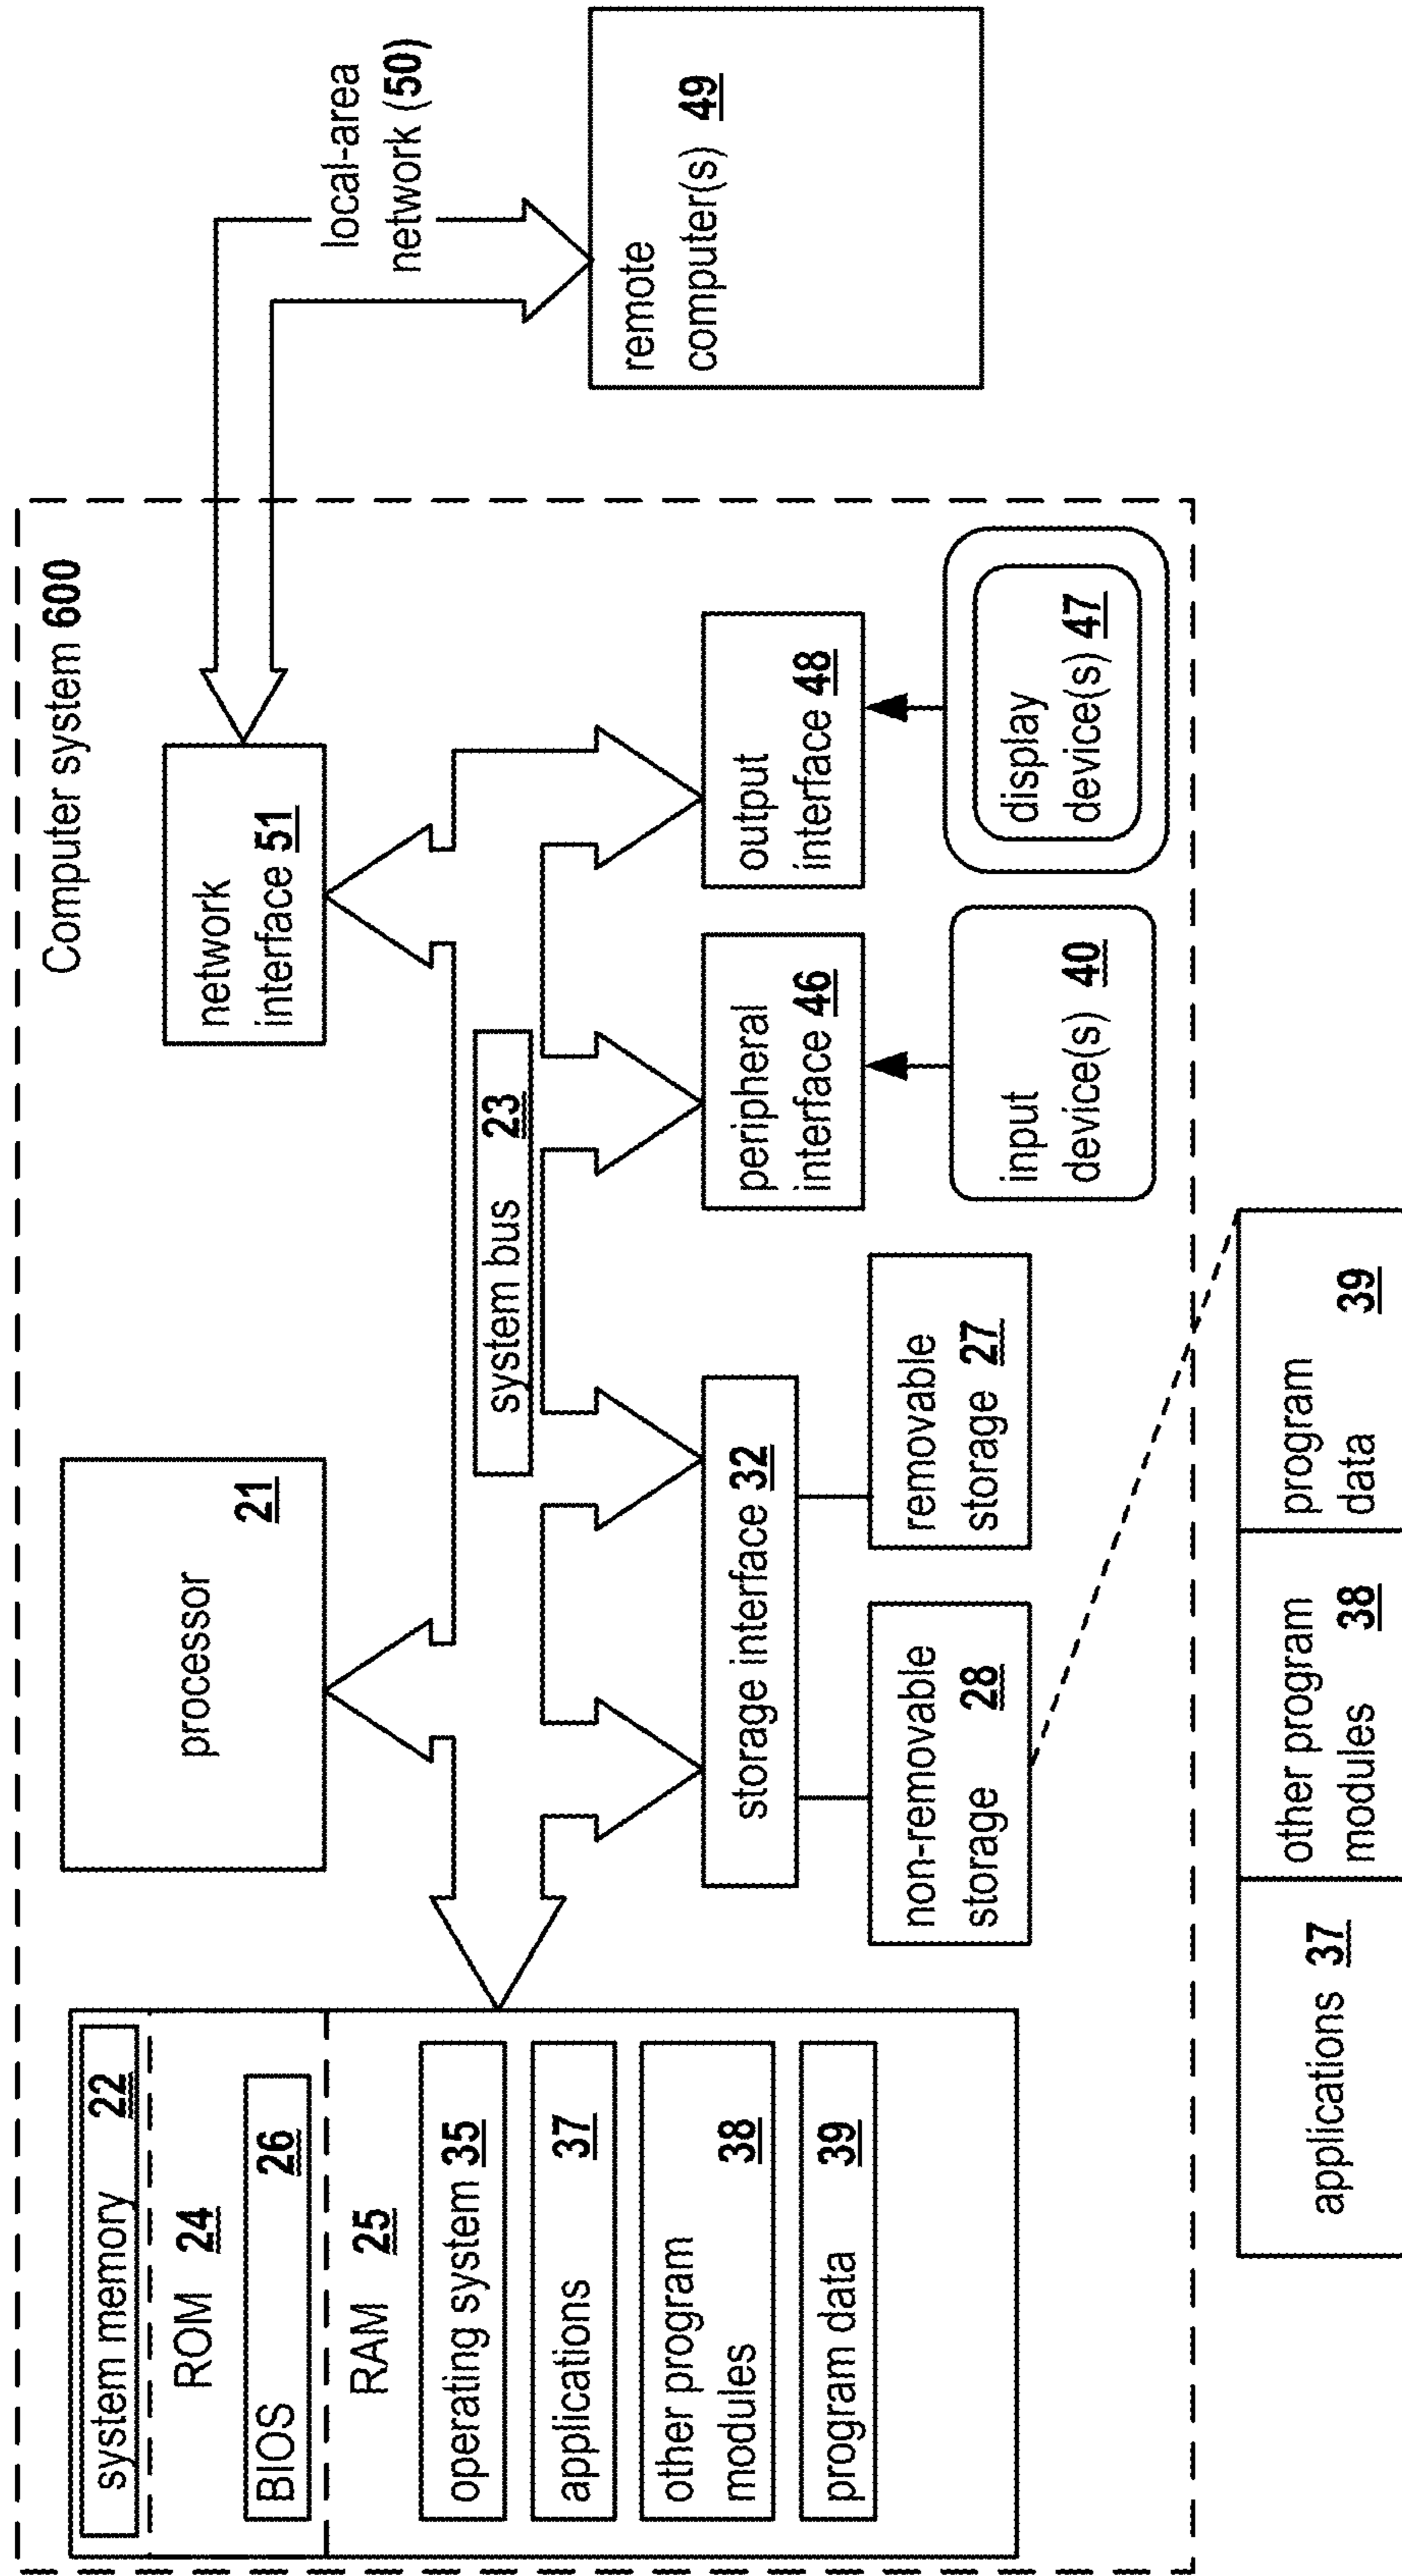 Computer system 600
system memory 22
ROM 24
BIOS 26
RAM 25
operating system 35
applications 37
other program
modules 38
program data 39
processor
21
network
interface 51
local-area
network (50)
system bus 23
storage interface 32
peripheral
interface 46
output
interface 48
remote
computer(s) 49
non-removable
storage 28
removable
storage 27
input
device(s) 40
display
device(s) 47
applications 37
other program
modules 38
program
data 39